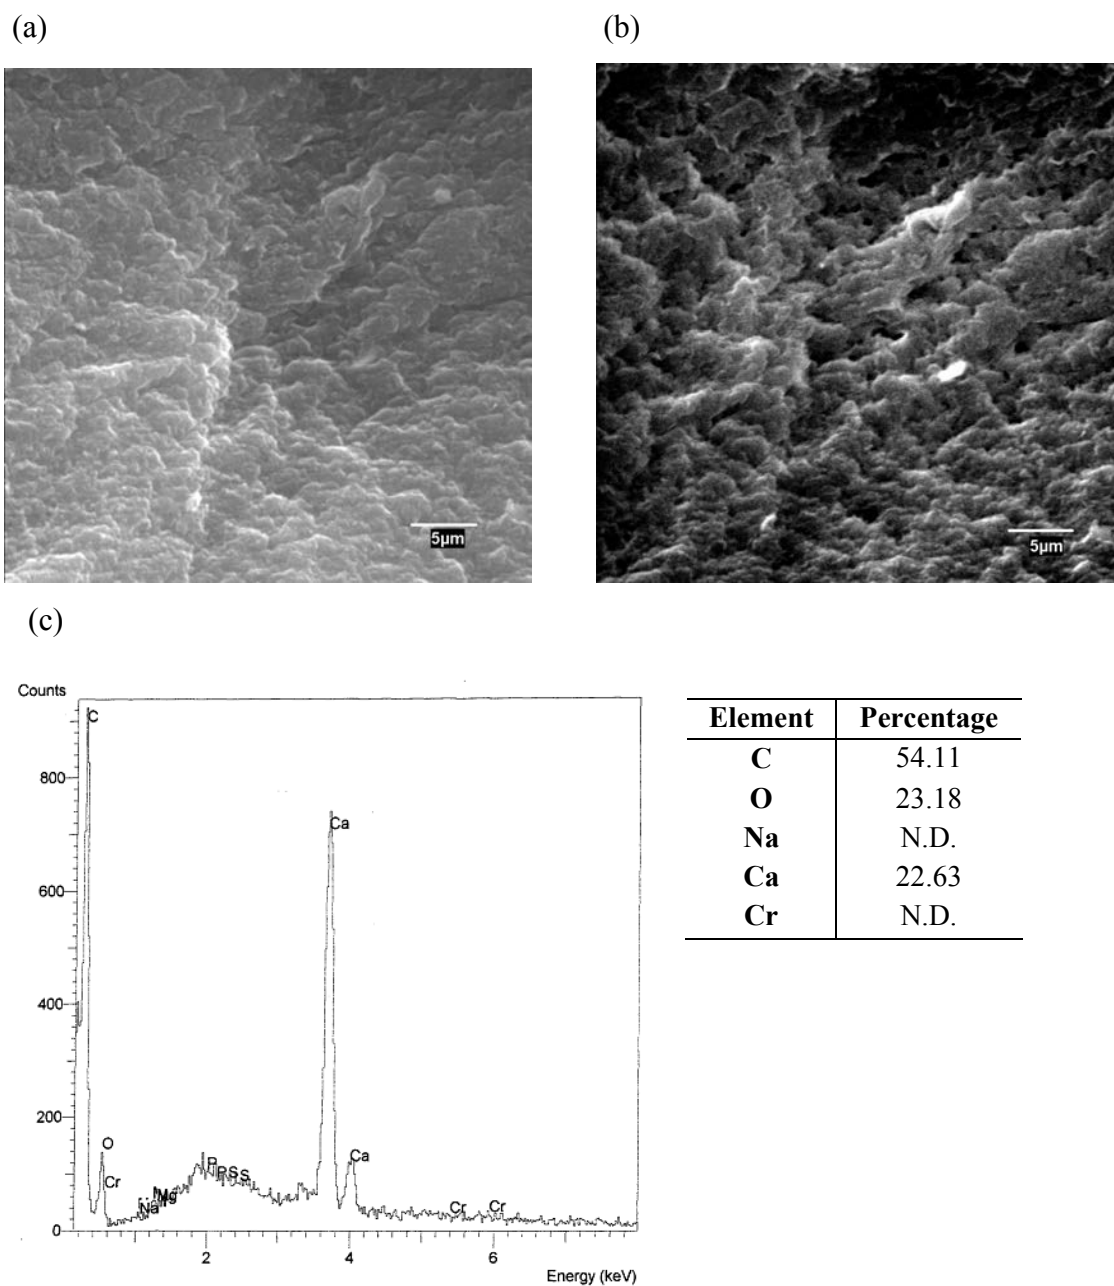 (a)
(b)
5µm
5µm
(c)
Counts
C
800
Ca
600
400
200
O
Cr
P
P S S
Mg
Na
Ca
Cr
Cr
0
2
4
6
Energy (keV)
Element Percentage
C 54.11
O 23.18
Na N.D.
Ca 22.63
Cr N.D.